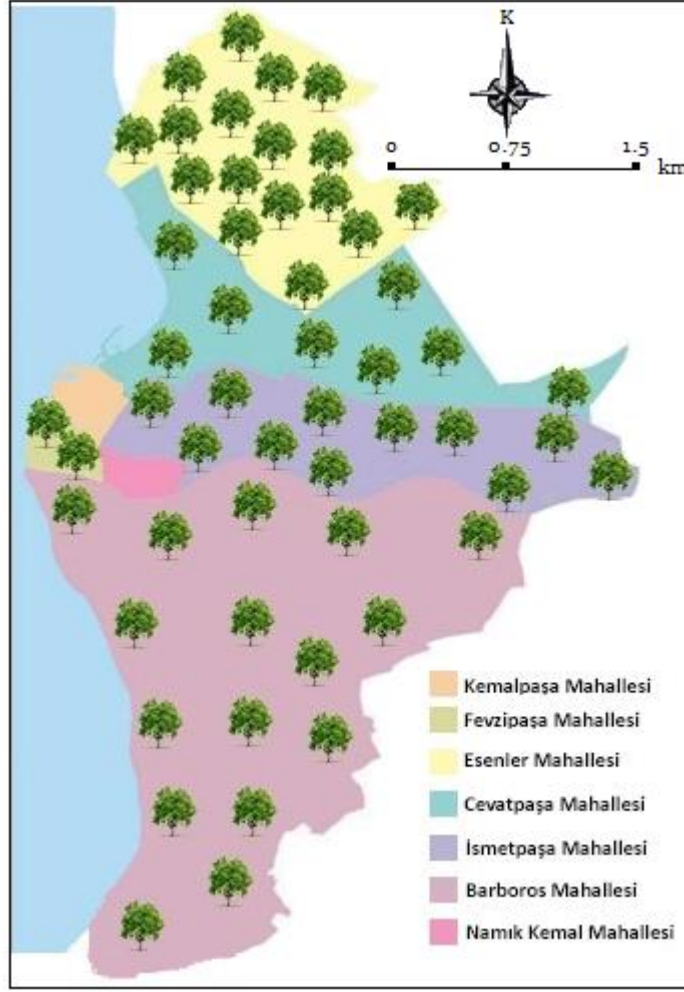 K
0 0.75 1.5
km
Kemalpaşa Mahallesi
Fevzipaşa Mahallesi
Esenler Mahallesi
Cevatpaşa Mahallesi
İsmetpaşa Mahallesi
Barboros Mahallesi
Namık Kemal Mahallesi